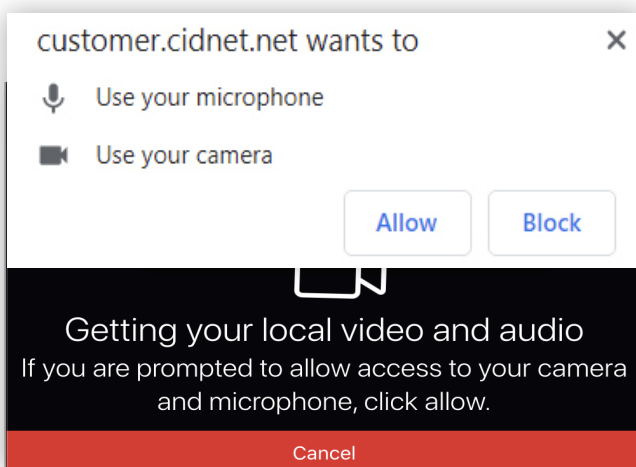 customer.cidnet.net wants to
Use your microphone
Use your camera
Allow Block
Getting your local video and audio
If you are prompted to allow access to your camera
and microphone, click allow.
Cancel